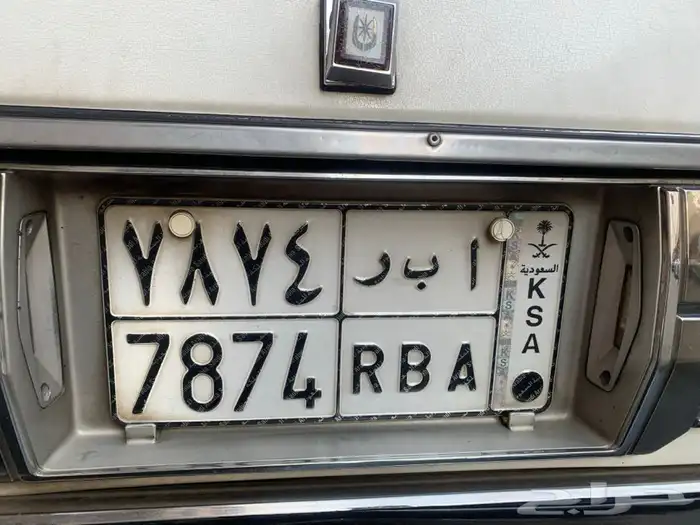 ٧٨٧٤
ا ب ر
7874
RBA
السعودية
KSA
حراج